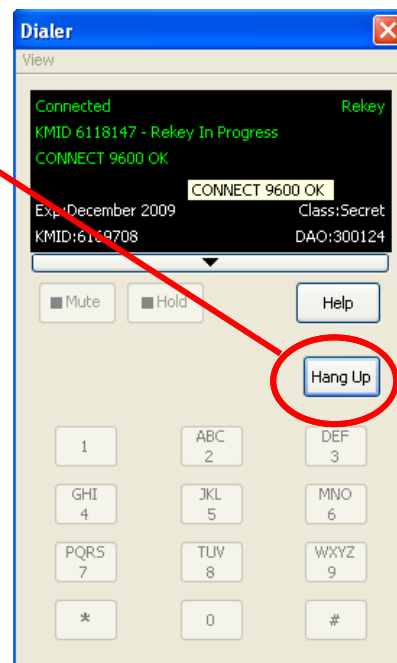 Dialer
View
Connected Rekey
KMID 6118147 - Rekey In Progress
CONNECT 9600 OK
CONNECT 9600 OK
Exp:December 2009 Class:Secret
KMID:6169708 DAO:300124
Mute Hold Help
Hang Up
1 ABC DEF
2 3
GHI JKL MNO
4 5 6
PQRS TUV WXYZ
7 8 9
* 0 #